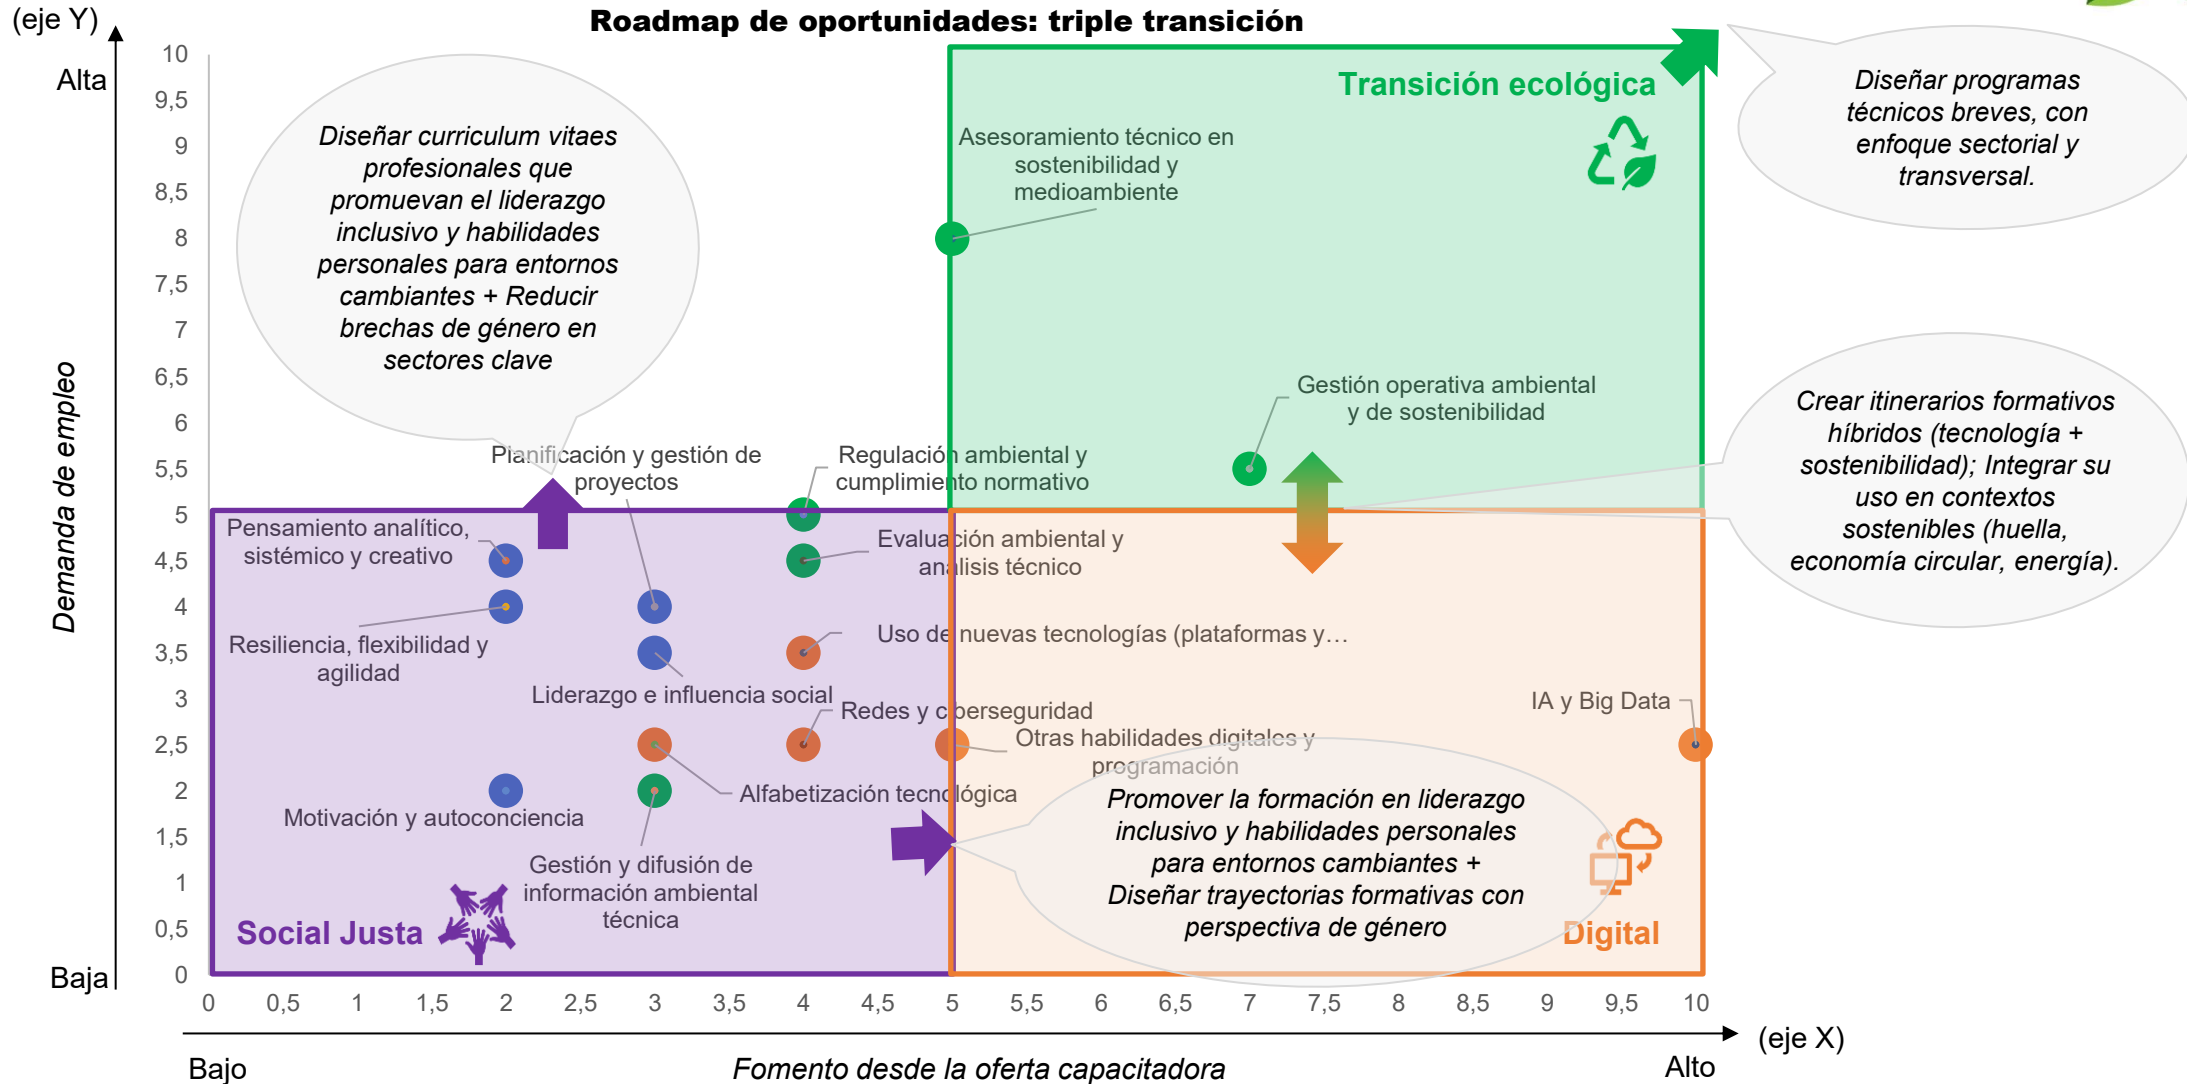 (eje Y)
Roadmap de oportunidades: triple transición
Alta
10
9,5
9
8,5
8
7,5
7
6,5
6
5,5
5
4,5
4
3,5
3
2,5
2
1,5
1
0,5
0
Baja
Demanda de empleo
Diseñar curriculum vitaes
profesionales que
promuevan el liderazgo
inclusivo y habilidades
personales para entornos
cambiantes + Reducir
brechas de género en
sectores clave
Transición ecológica
Asesoramiento técnico en
sostenibilidad y
medioambiente
Diseñar programas
técnicos breves, con
enfoque sectorial y
transversal.
Gestión operativa ambiental
y de sostenibilidad
Crear itinerarios formativos
híbridos (tecnología +
sostenibilidad); Integrar su
uso en contextos
sostenibles (huella,
economía circular, energía).
Planificación y gestión de
proyectos
Regulación ambiental y
cumplimiento normativo
Pensamiento analítico,
sistémico y creativo
Evaluación ambiental y
análisis técnico
Resiliencia, flexibilidad y
agilidad
Uso de nuevas tecnologías (plataformas y…
Liderazgo e influencia social
Redes y ciberseguridad
IA y Big Data
Otras habilidades digitales y
programación
Alfabetización tecnológica
Motivación y autoconciencia
Gestión y difusión de
información ambiental
técnica
Promover la formación en liderazgo
inclusivo y habilidades personales
para entornos cambiantes +
Diseñar trayectorias formativas con
perspectiva de género
Social Justa
Digital
0 0,5 1 1,5 2 2,5 3 3,5 4 4,5 5 5,5 6 6,5 7 7,5 8 8,5 9 9,5 10
(eje X)
Bajo
Fomento desde la oferta capacitadora
Alto